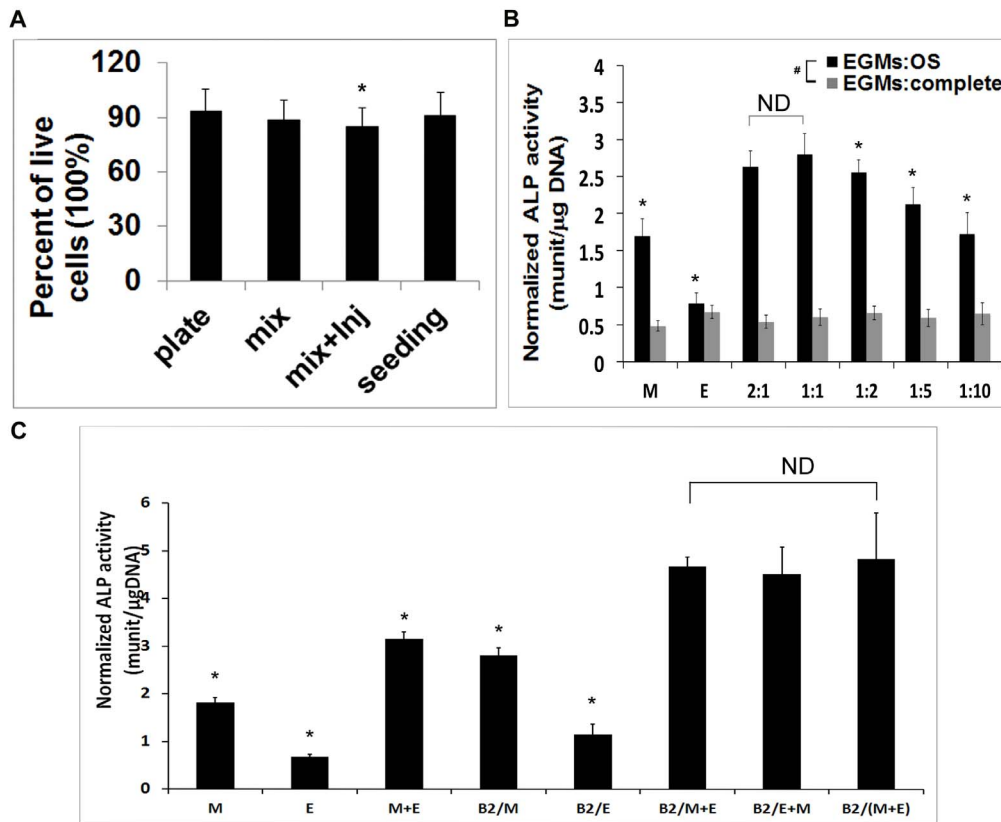 A
Percent of live
cells (100%)
120
90
60
30
0
*
plate
mix
mix+Inj
seeding
B
Normalized ALP activity
(munit/µg DNA)
4
3.5
3
2.5
2
1.5
1
0.5
0
# EGMs:OS
EGMs:complete
ND
*
*
*
*
*
M E 2:1 1:1 1:2 1:5 1:10
C
Normalized ALP activity
(munit/µgDNA)
6
5
4
3
2
1
0
*
*
*
*
*
ND
M E M+E B2/M B2/E B2/M+E B2/E+M B2/(M+E)